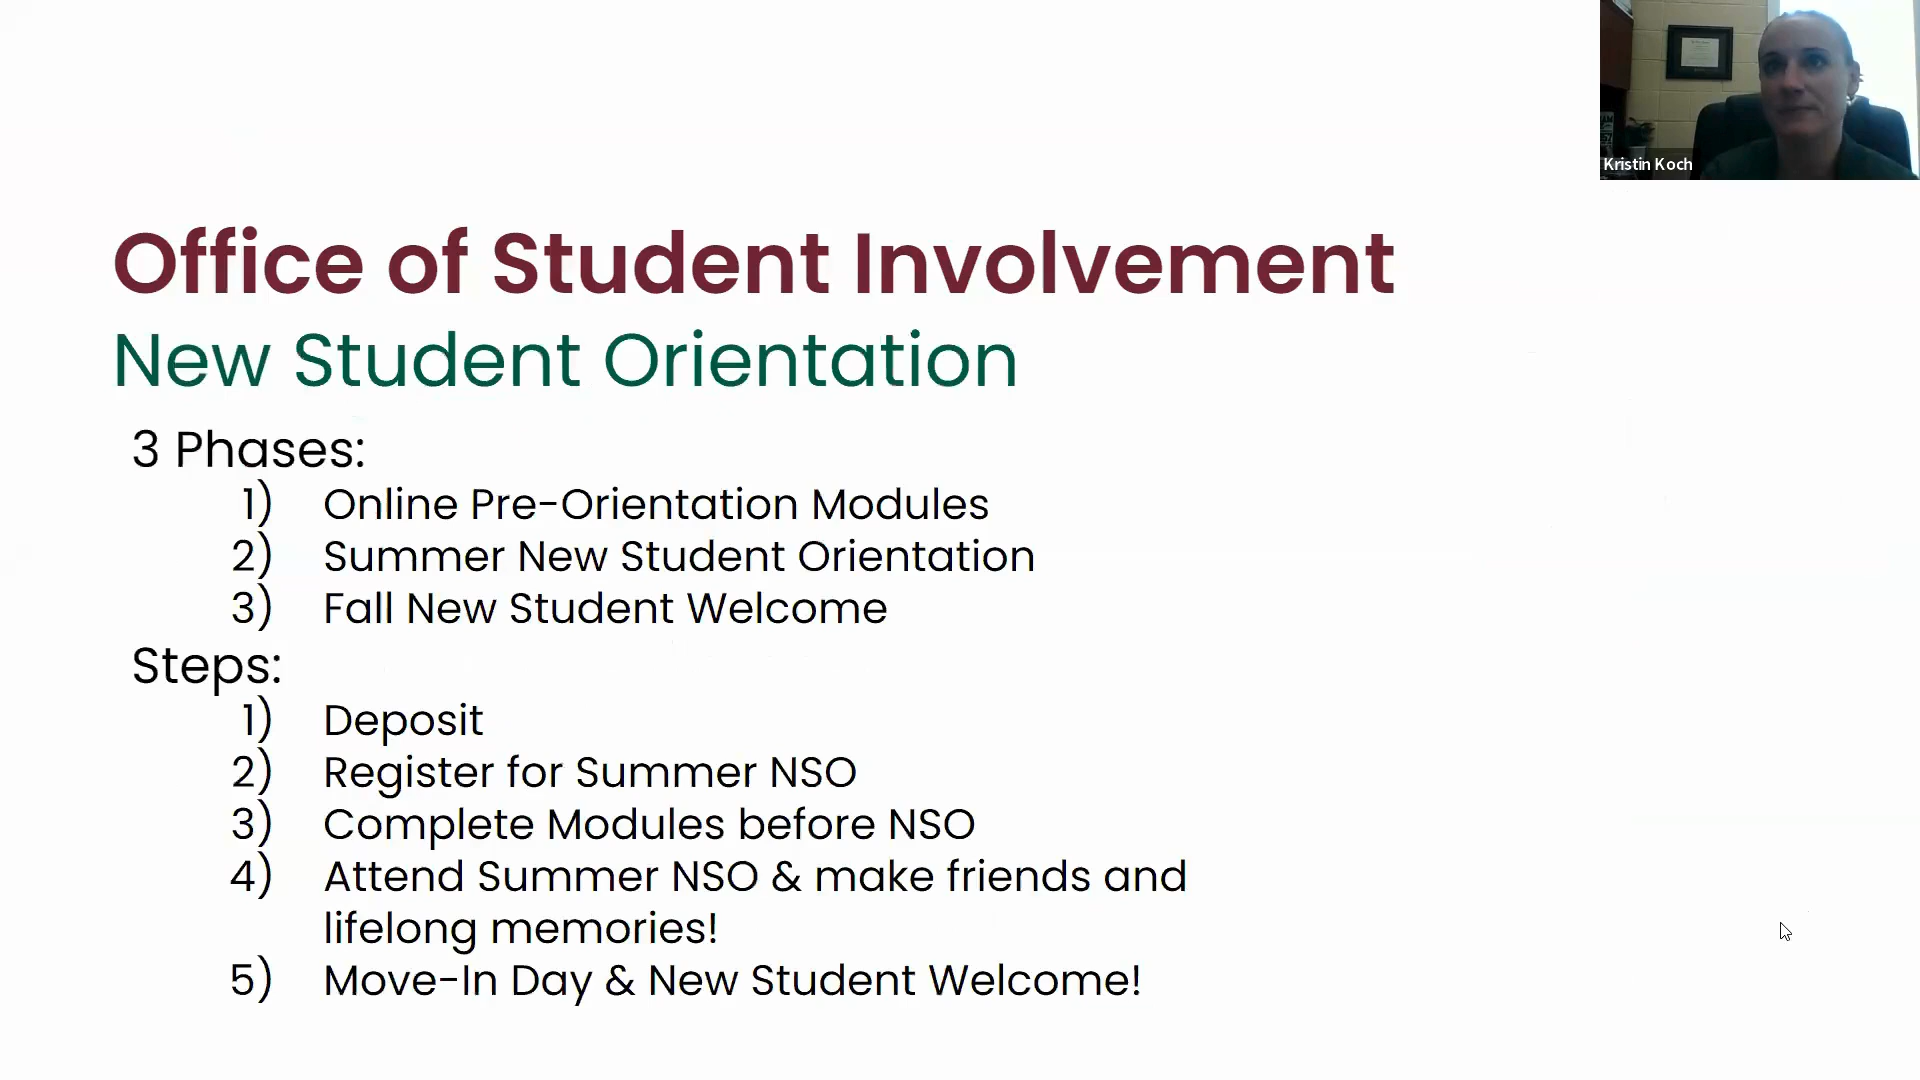 Kristin Koch
Office of Student Involvement
New Student Orientation
3 Phases:
1) Online Pre-Orientation Modules
2) Summer New Student Orientation
3) Fall New Student Welcome
Steps:
1) Deposit
2) Register for Summer NSO
3) Complete Modules before NSO
4) Attend Summer NSO & make friends and
lifelong memories!
5) Move-In Day & New Student Welcome!